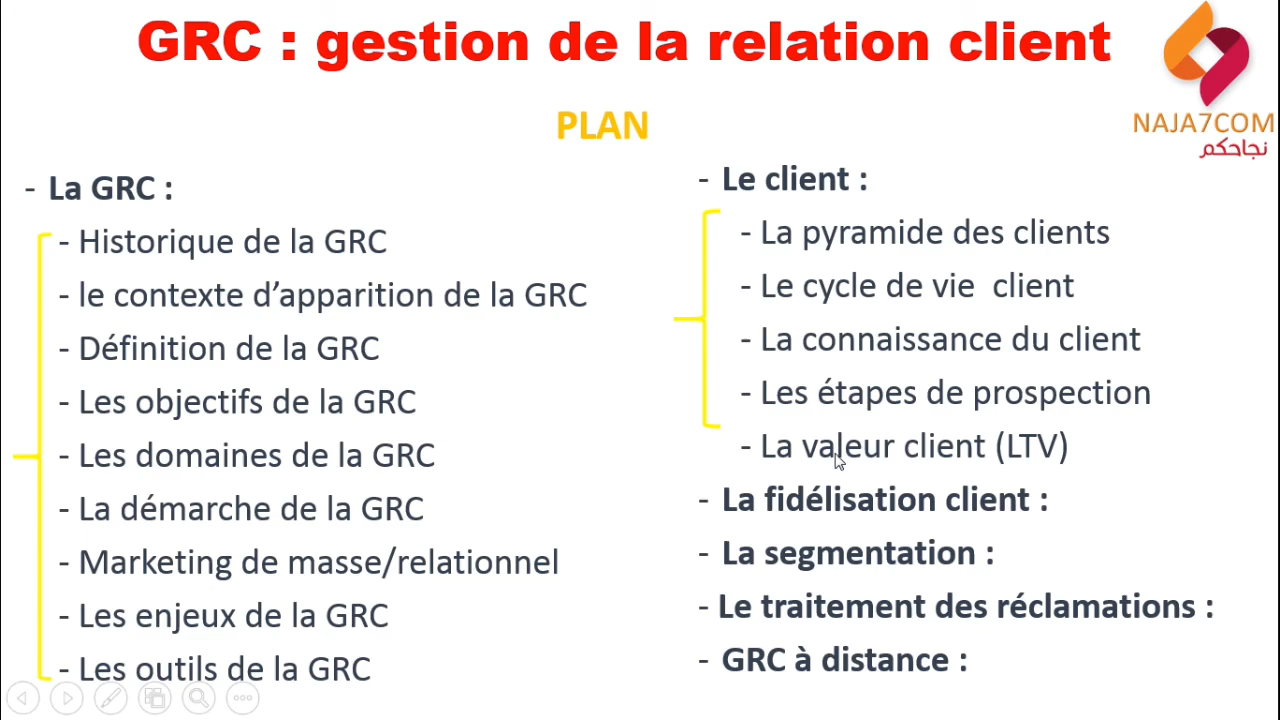 GRC : gestion de la relation client
NAJA7COM
نجاحكم
PLAN
- La GRC :
- Historique de la GRC
- le contexte d’apparition de la GRC
- Définition de la GRC
- Les objectifs de la GRC
- Les domaines de la GRC
- La démarche de la GRC
- Marketing de masse/relationnel
- Les enjeux de la GRC
- Les outils de la GRC
- Le client :
- La pyramide des clients
- Le cycle de vie client
- La connaissance du client
- Les étapes de prospection
- La valeur client (LTV)
- La fidélisation client :
- La segmentation :
- Le traitement des réclamations :
- GRC à distance :